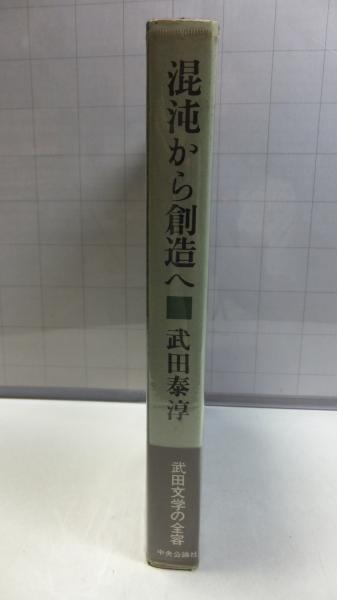 混沌から創造へ
武田泰淳
武田文学の全容
中央公論社